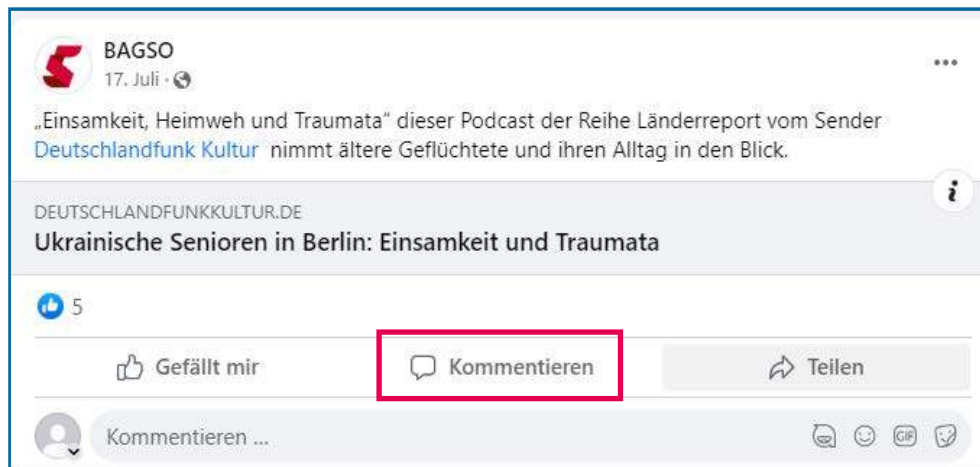 BAGSO
17. Juli ·
„Einsamkeit, Heimweh und Traumata“ dieser Podcast der Reihe Länderreport vom Sender
Deutschlandfunk Kultur nimmt ältere Geflüchtete und ihren Alltag in den Blick.
DEUTSCHLANDFUNKKULTUR.DE
Ukrainische Senioren in Berlin: Einsamkeit und Traumata
5
Gefällt mir Kommentieren Teilen
Kommentieren ... GIF